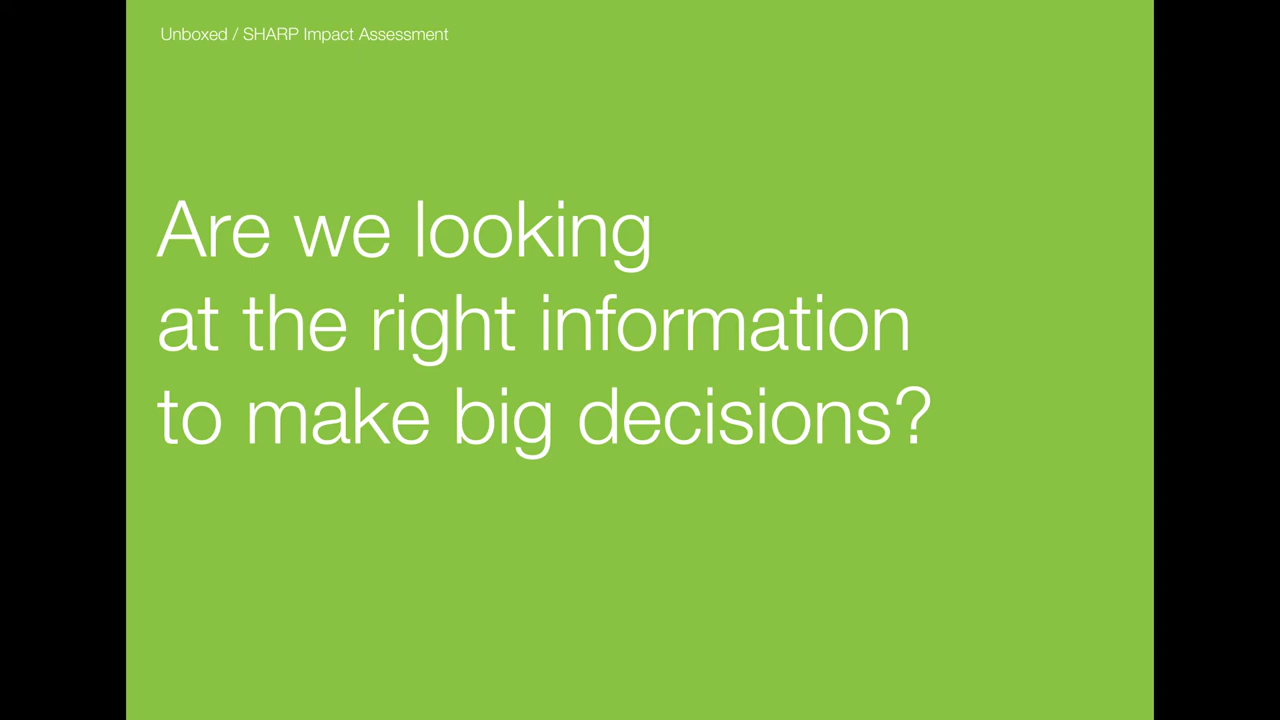 Unboxed / SHARP Impact Assessment
Are we looking
at the right information
to make big decisions?